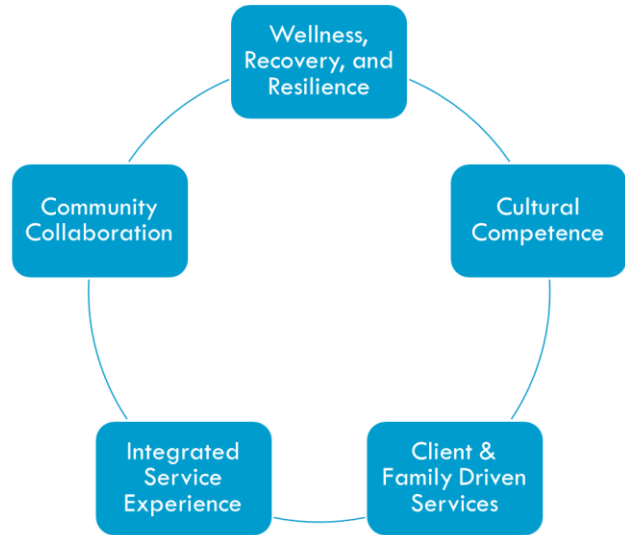 Wellness,
Recovery, and
Resilience
Cultural
Competence
Client &
Family Driven
Services
Integrated
Service
Experience
Community
Collaboration